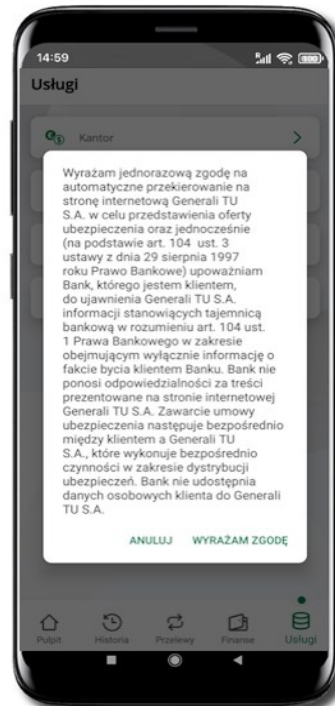 14:59
Usługi
Kantor
Wyrażam jednorazową zgodę na
automatyczne przekierowanie na
stronę internetową Generali TU
S.A. w celu przedstawienia oferty
ubezpieczenia oraz jednocześnie
(na podstawie art. 104 ust. 3
ustawy z dnia 29 sierpnia 1997
roku Prawo Bankowe) upoważniam
Bank, którego jestem klientem,
do ujawnienia Generali TU S.A.
informacji stanowiących tajemnicę
bankową w rozumieniu art. 104 ust.
1 Prawa Bankowego w zakresie
obejmującym wyłącznie informację o
fakcie bycia klientem Banku. Bank nie
ponosi odpowiedzialności za treści
prezentowane na stronie internetowej
Generali TU S.A. Zawarcie umowy
ubezpieczenia następuje bezpośrednio
między klientem a Generali TU
S.A., które wykonuje bezpośrednio
czynności w zakresie dystrybucji
ubezpieczeń. Bank nie udostępnia
danych osobowych klienta do Generali
TU S.A.
ANULUJ WYRAŻAM ZGODĘ
Pulpit Historia Przelewy Finanse Usługi